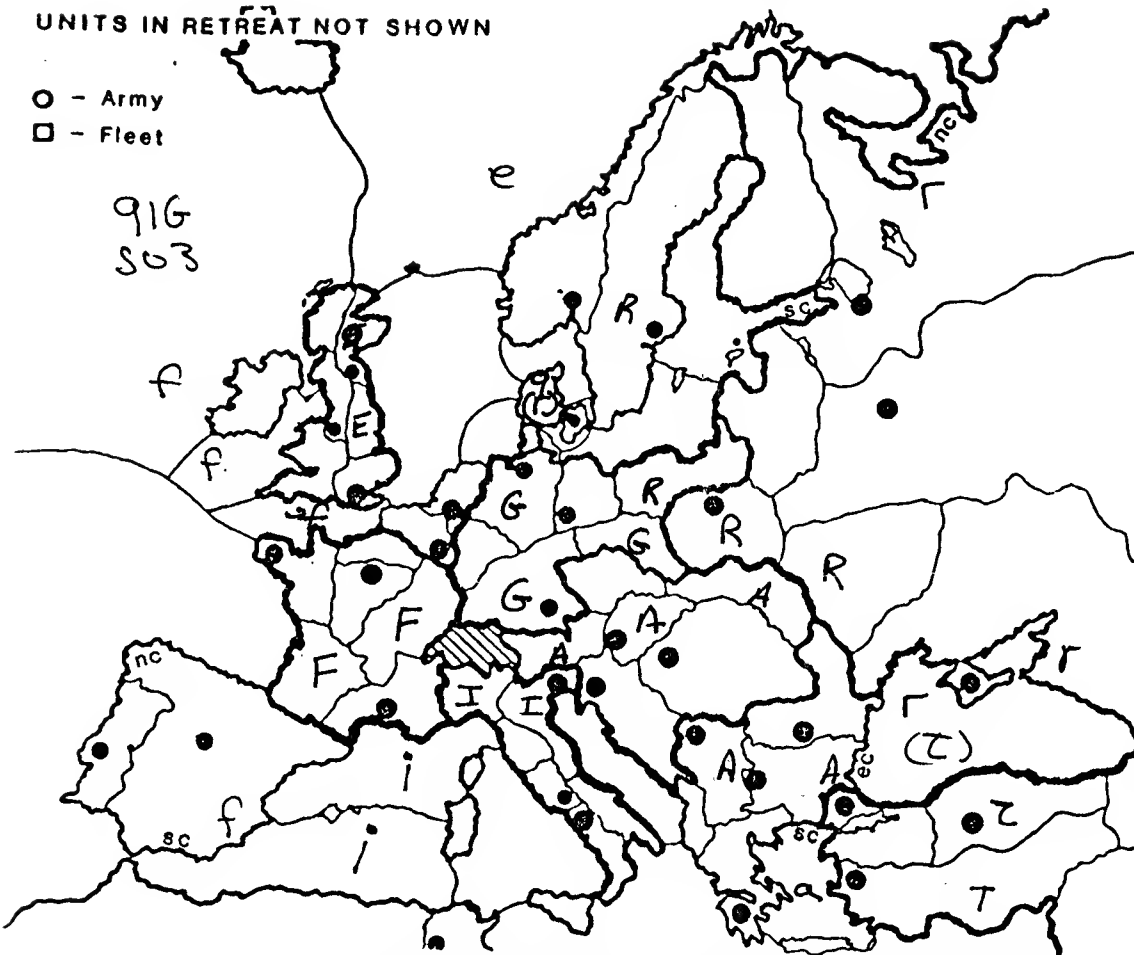 UNITS IN RETREAT NOT SHOWN
O - Army
□ - Fleet
e
91G
S03
nc
r
R
sc
f
E
f
G
R
R
G
R
G
A
A
F
A
F
nc
I
I
r
r
(T)
ec
A
A
i
T
f
sc
i
sc
a
T